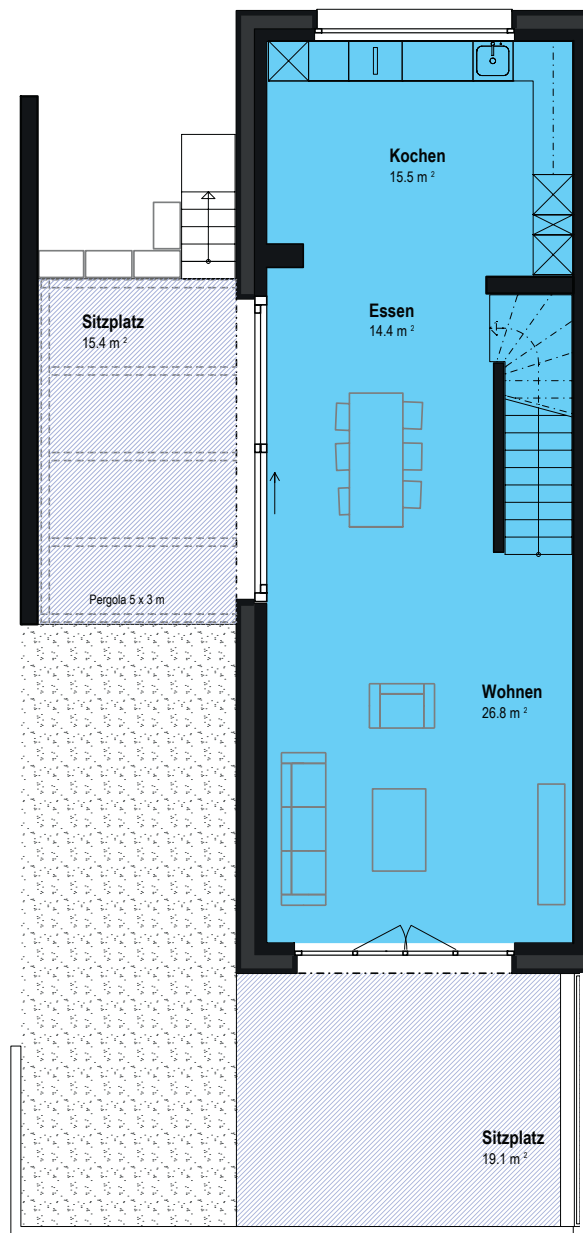 Kochen
15.5 m ²
Sitzplatz
15.4 m ²
Essen
14.4 m ²
Pergola 5 x 3 m
Wohnen
26.8 m ²
Sitzplatz
19.1 m ²